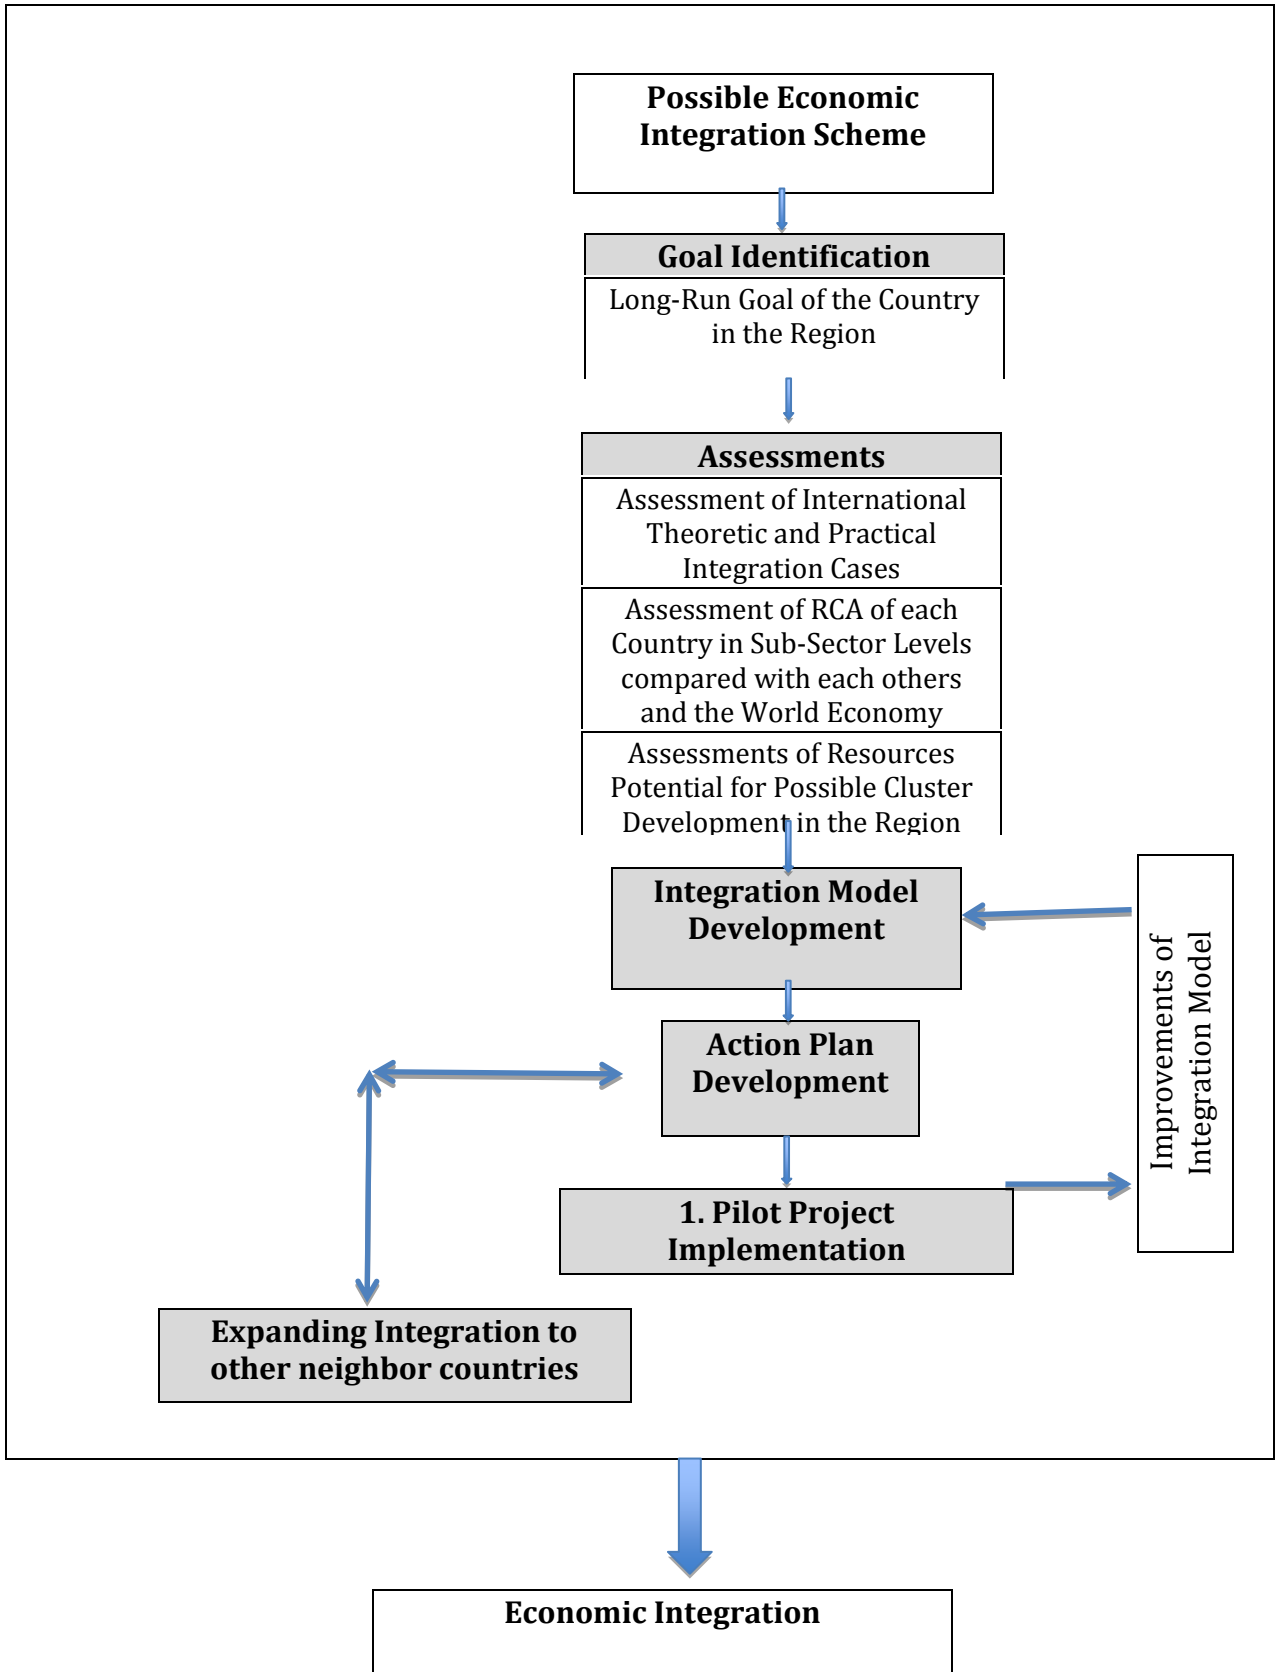 Possible Economic
Integration Scheme
Goal Identification
Long-Run Goal of the Country
in the Region
Assessments
Assessment of International
Theoretic and Practical
Integration Cases
Assessment of RCA of each
Country in Sub-Sector Levels
compared with each others
and the World Economy
Assessments of Resources
Potential for Possible Cluster
Development in the Region
Integration Model
Development
Improvements of
Integration Model
Action Plan
Development
1. Pilot Project
Implementation
Expanding Integration to
other neighbor countries
Economic Integration